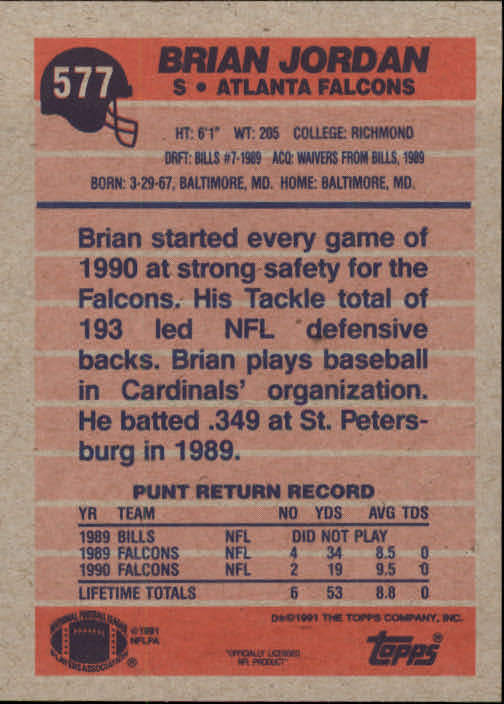 577
BRIAN JORDAN
S • ATLANTA FALCONS
HT: 6'1" WT: 205 COLLEGE: RICHMOND
DRFT: BILLS #7-1989 ACQ: WAIVERS FROM BILLS, 1989
BORN: 3-29-67, BALTIMORE, MD. HOME: BALTIMORE, MD.
Brian started every game of
1990 at strong safety for the
Falcons. His Tackle total of
193 led NFL defensive
backs. Brian plays baseball
in Cardinals' organization.
He batted .349 at St. Peters-
burg in 1989.
PUNT RETURN RECORD
YR TEAM NO YDS AVG TDS
1989 BILLS NFL DID NOT PLAY
1989 FALCONS NFL 4 34 8.5 0
1990 FALCONS NFL 2 19 9.5 0
LIFETIME TOTALS 6 53 8.8 0
D※©1991 THE TOPPS COMPANY, INC.
NATIONAL FOOTBALL LEAGUE
PLAYERS ASSOCIATION ®
©1991
NFLPA
"OFFICIALLY LICENSED
NFL PRODUCT"
TOPPS®